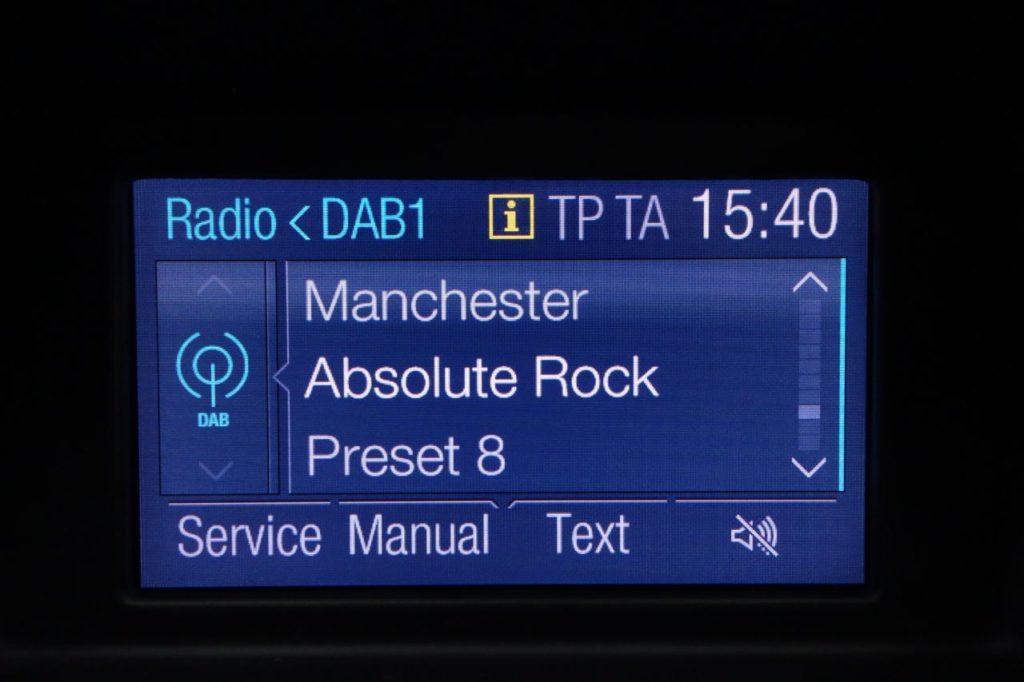 Radio < DAB1 i TP TA 15:40
Manchester
Absolute Rock
DAB
Preset 8
Service Manual Text